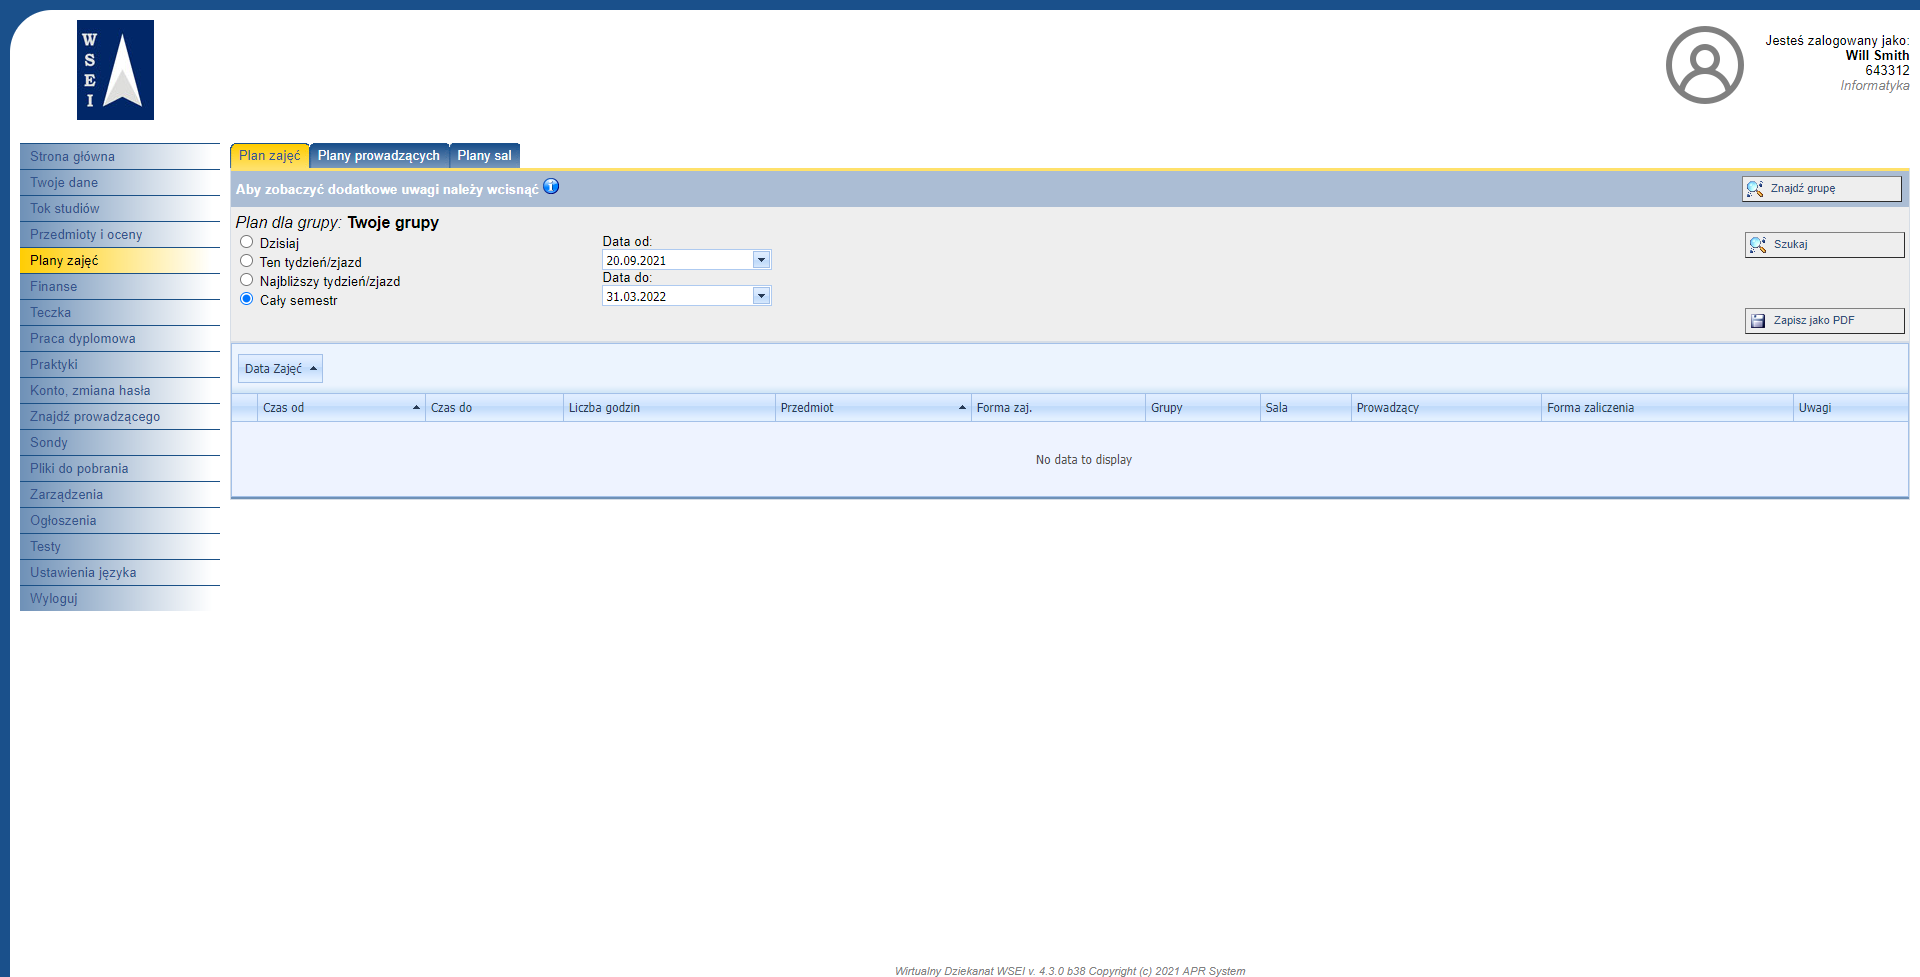 W
S
E
I
Jesteś zalogowany jako:
Will Smith
643312
Informatyka
Strona główna
Twoje dane
Tok studiów
Przedmioty i oceny
Plany zajęć
Finanse
Teczka
Praca dyplomowa
Praktyki
Konto, zmiana hasła
Znajdź prowadzącego
Sondy
Pliki do pobrania
Zarządzenia
Ogłoszenia
Testy
Ustawienia języka
Wyloguj
Plan zajęć Plany prowadzących Plany sal
Aby zobaczyć dodatkowe uwagi należy wcisnąć
Znajdź grupę
Plan dla grupy: Twoje grupy
Dzisiaj
Ten tydzień/zjazd
Najbliższy tydzień/zjazd
Cały semestr
Data od:
20.09.2021
Data do:
31.03.2022
Szukaj
Zapisz jako PDF
Data Zajęć
Czas od Czas do Liczba godzin Przedmiot Forma zaj. Grupy Sala Prowadzący Forma zaliczenia Uwagi
No data to display
Wirtualny Dziekanat WSEI v. 4.3.0 b38 Copyright (c) 2021 APR System